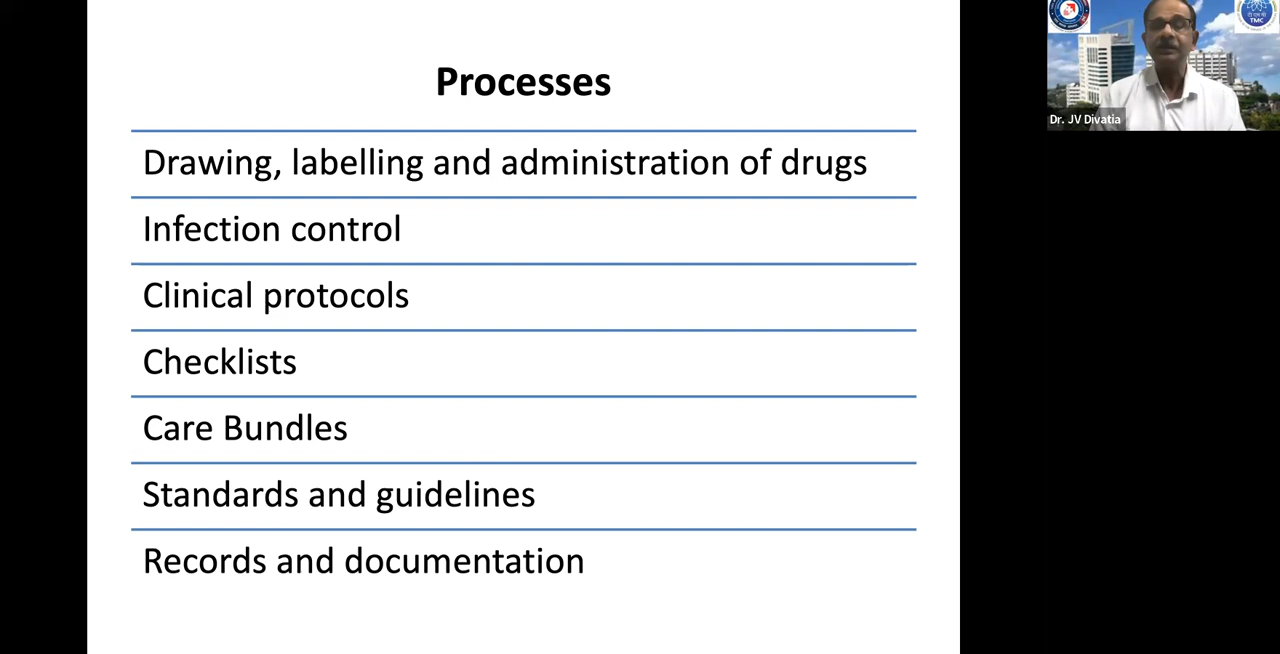 Processes
Drawing, labelling and administration of drugs
Infection control
Clinical protocols
Checklists
Care Bundles
Standards and guidelines
Records and documentation
TMC
Dr. JV Divatia